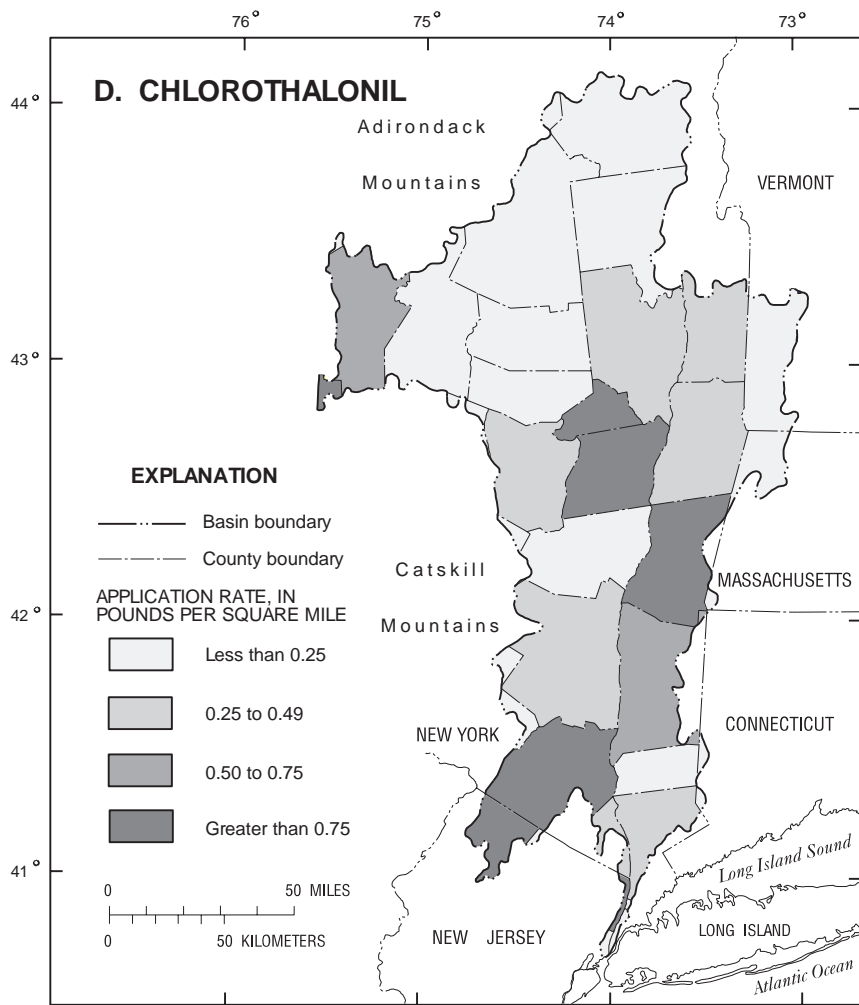 76° 75° 74° 73°
D. CHLOROTHALONIL
44°
Adirondack
Mountains
VERMONT
43°
EXPLANATION
Basin boundary
County boundary
Catskill
MASSACHUSETTS
APPLICATION RATE, IN
POUNDS PER SQUARE MILE
42°
Mountains
Less than 0.25
0.25 to 0.49
NEW YORK
CONNECTICUT
0.50 to 0.75
Greater than 0.75
41°
Long Island Sound
0 50 MILES
0 50 KILOMETERS
NEW JERSEY
LONG ISLAND
Atlantic Ocean